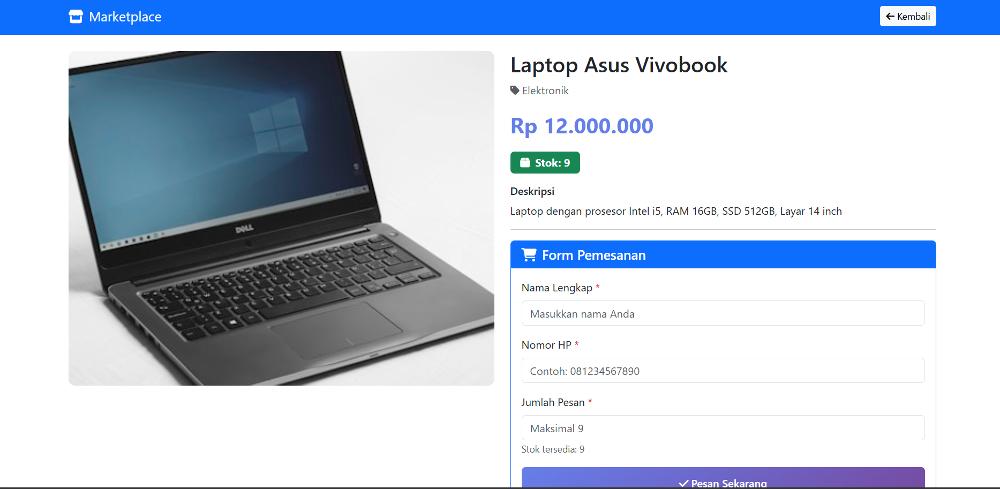 Marketplace
Kembali
DELL
Laptop Asus Vivobook
Elektronik
Rp 12.000.000
Stok: 9
Deskripsi
Laptop dengan prosesor Intel i5, RAM 16GB, SSD 512GB, Layar 14 inch
Form Pemesanan
Nama Lengkap *
Masukkan nama Anda
Nomor HP *
Contoh: 081234567890
Jumlah Pesan *
Maksimal 9
Stok tersedia: 9
Pesan Sekarang